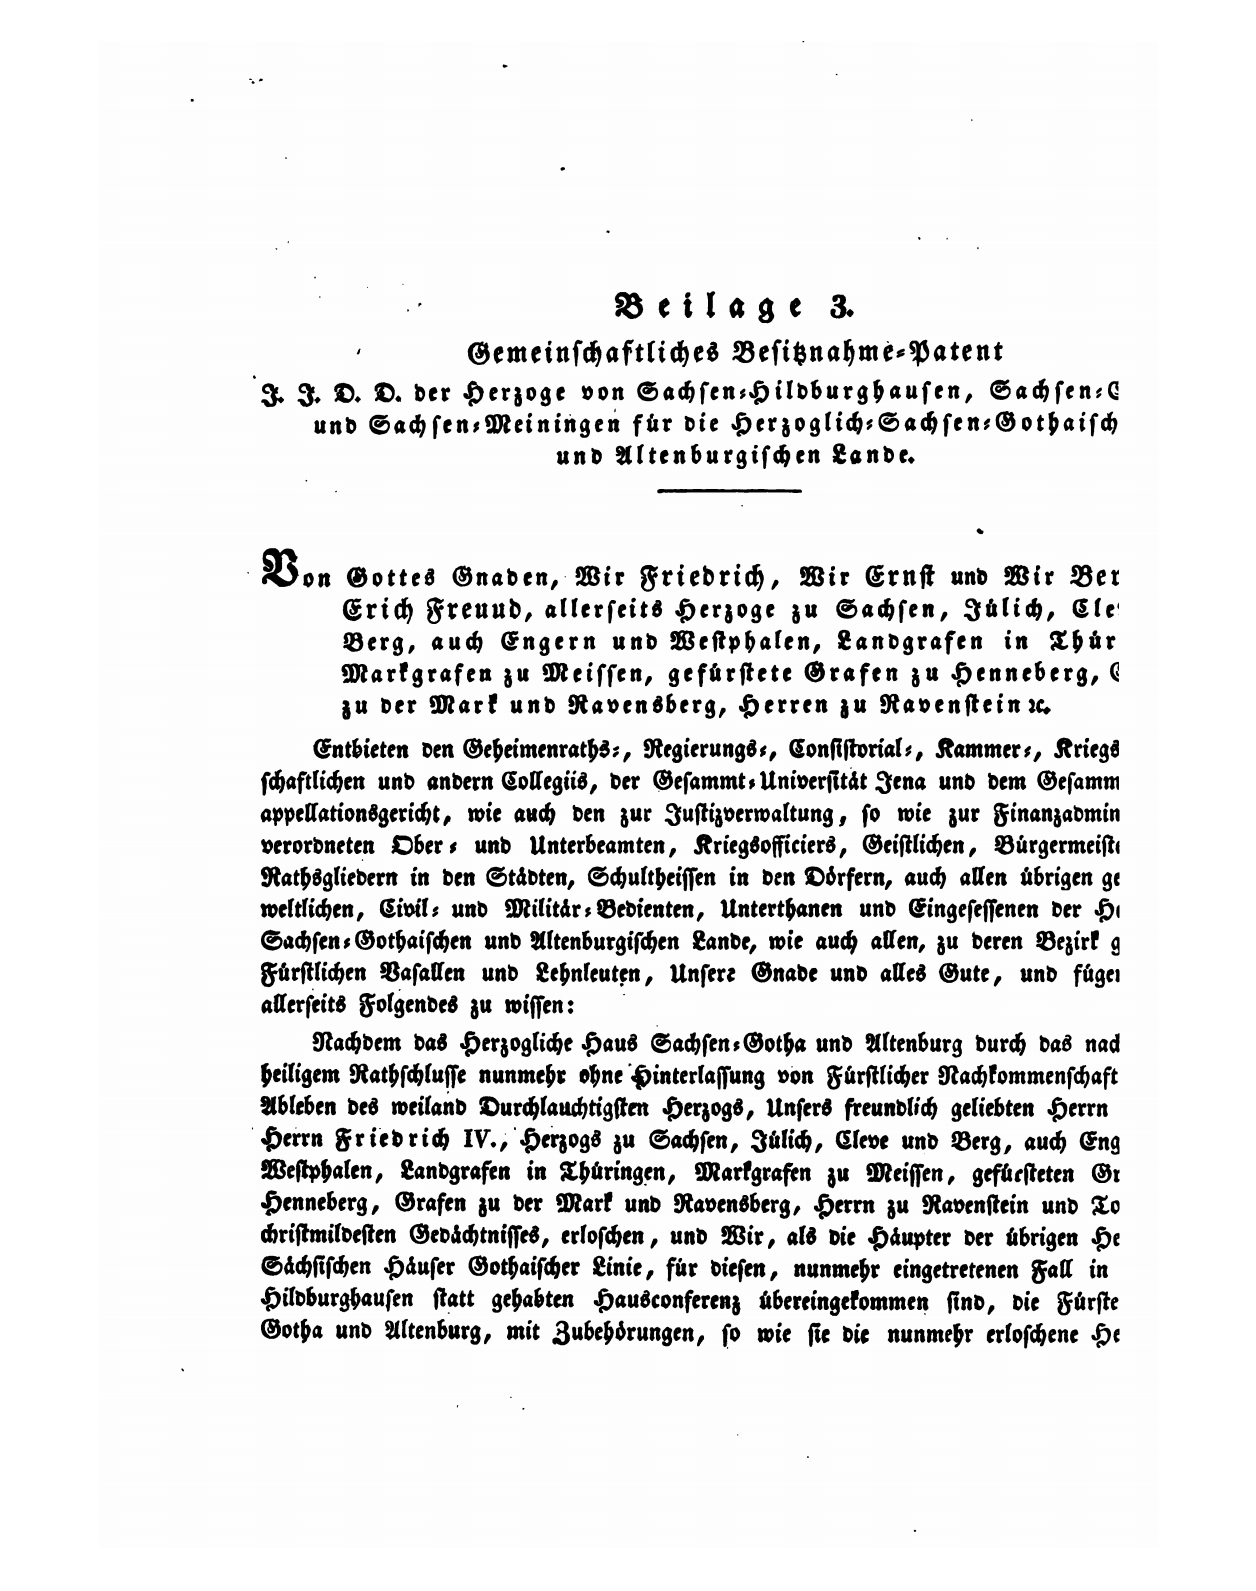 Beilage 3.
Gemeinschaftliches Besitznahme-Patent
J. J. D. D. der Herzoge von Sachsen-Hildburghausen, Sachsen-C
und Sachsen-Meiningen für die Herzoglich-Sachsen-Gothaisch
und Altenburgischen Lande.
Von Gottes Gnaden, Wir Friedrich, Wir Ernst und Wir Ber
Erich Freuud, allerseits Herzoge zu Sachsen, Jülich, Cle
Berg, auch Engern und Westphalen, Landgrafen in Thür
Markgrafen zu Meissen, gefürstete Grafen zu Henneberg, G
zu der Mark und Ravensberg, Herren zu Ravenstein ꝛc.
Entbieten den Geheimenraths-, Regierungs-, Consistorial-, Kammer-, Kriegs
schaftlichen und andern Collegiis, der Gesammt-Universität Jena und dem Gesamm
appellationsgericht, wie auch den zur Justizverwaltung, so wie zur Finanzadmin
verordneten Ober- und Unterbeamten, Kriegsofficiers, Geistlichen, Bürgermeiste
Rathsgliedern in den Städten, Schultheissen in den Dörfern, auch allen übrigen ge
weltlichen, Civil- und Militär-Bedienten, Unterthanen und Eingesessenen der He
Sachsen-Gothaischen und Altenburgischen Lande, wie auch allen, zu deren Bezirk g
Fürstlichen Vasallen und Lehnleuten, Unsere Gnade und alles Gute, und fügen
allerseits Folgendes zu wissen:
Nachdem das Herzogliche Haus Sachsen-Gotha und Altenburg durch das nach
heiligem Rathschlusse nunmehr ohne Hinterlassung von Fürstlicher Nachkommenschaft
Ableben des weiland Durchlauchtigsten Herzogs, Unsers freundlich geliebten Herrn
Herrn Friedrich IV., Herzogs zu Sachsen, Jülich, Cleve und Berg, auch Eng
Westphalen, Landgrafen in Thüringen, Markgrafen zu Meissen, gefürsteten Gr
Henneberg, Grafen zu der Mark und Ravensberg, Herrn zu Ravenstein und To
christmildesten Gedächtnisses, erloschen, und Wir, als die Häupter der übrigen He
Sächsischen Häuser Gothaischer Linie, für diesen, nunmehr eingetretenen Fall in
Hildburghausen statt gehabten Hausconferenz übereingekommen sind, die Fürste
Gotha und Altenburg, mit Zubehörungen, so wie sie die nunmehr erloschene He